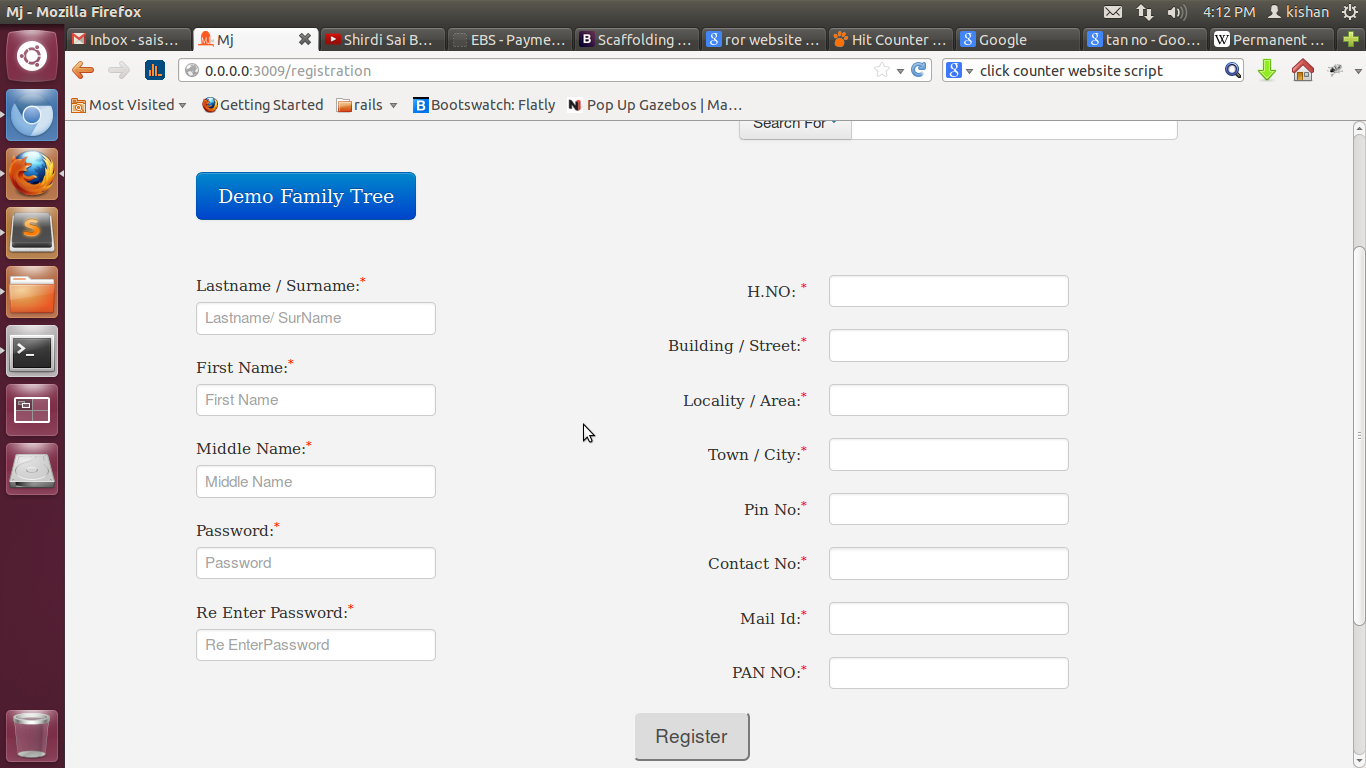 Mj - Mozilla Firefox
4:12 PM kishan
Inbox - sais...
Mj
Shirdi Sai B...
EBS - Payme...
Scaffolding ...
ror website ...
Hit Counter ...
Google
tan no - Goo...
Permanent ...
0.0.0.0:3009/registration
click counter website script
Most Visited
Getting Started
rails
Bootswatch: Flatly
Pop Up Gazebos | Ma...
Search For
Demo Family Tree
Lastname / Surname:*
Lastname/ SurName
First Name:*
First Name
Middle Name:*
Middle Name
Password:*
Password
Re Enter Password:*
Re EnterPassword
H.NO: *
Building / Street:*
Locality / Area:*
Town / City:*
Pin No:*
Contact No:*
Mail Id:*
PAN NO:*
Register